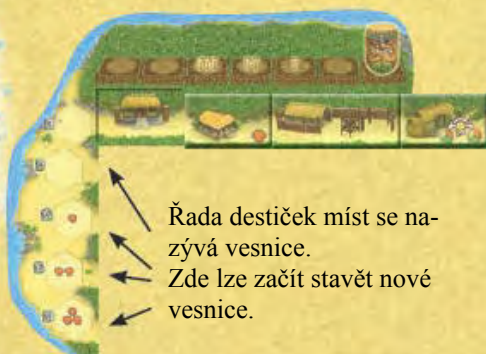 Řada destiček míst se na-
zývá vesnice.
Zde lze začít stavět nové
vesnice.